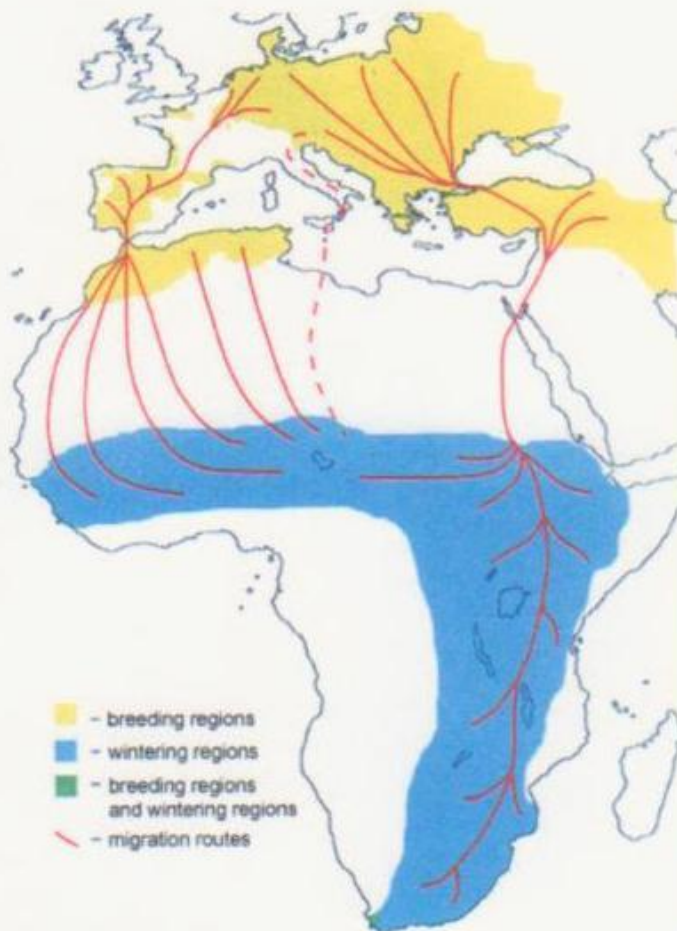 – breeding regions
– wintering regions
– breeding regions
and wintering regions
– migration routes